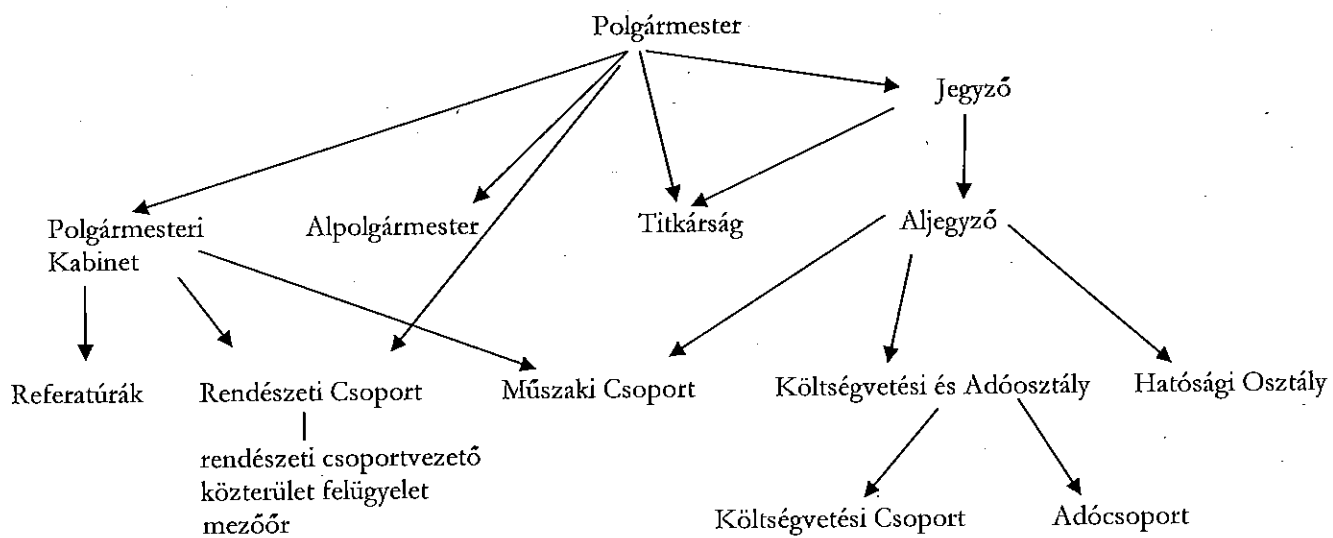 Polgármester
Jegyző
Polgármesteri
Kabinet
Alpolgármester
Titkárság
Aljegyző
Referatúrák
Rendészeti Csoport
Műszaki Csoport
Költségvetési és Adóosztály
Hatósági Osztály
rendészeti csoportvezető
közterület felügyelet
mezőőr
Költségvetési Csoport
Adócsoport